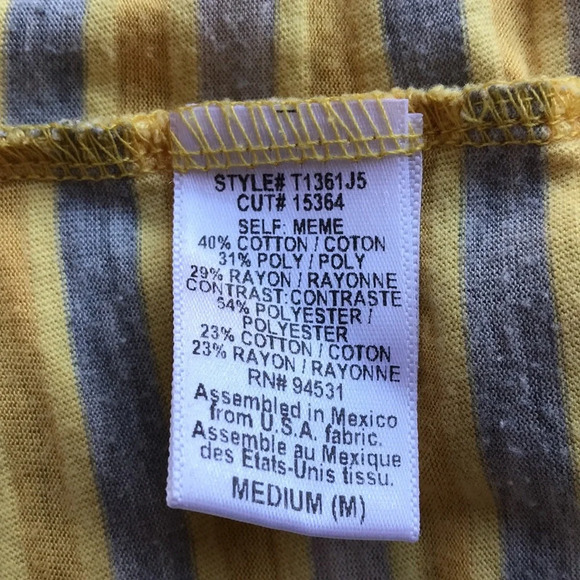 STYLE# T1361J5
CUT# 15364
SELF: MEME
40% COTTON / COTON
31% POLY / POLY
29% RAYON / RAYONNE
CONTRAST:CONTRASTE
54% POLYESTER /
POLYESTER
23% COTTON / COTON
23% RAYON / RAYONNE
RN# 94531
Assembled in Mexico
from U.S.A. fabric.
Assemble au Mexique
des Etats-Unis tissu.
MEDIUM (M)